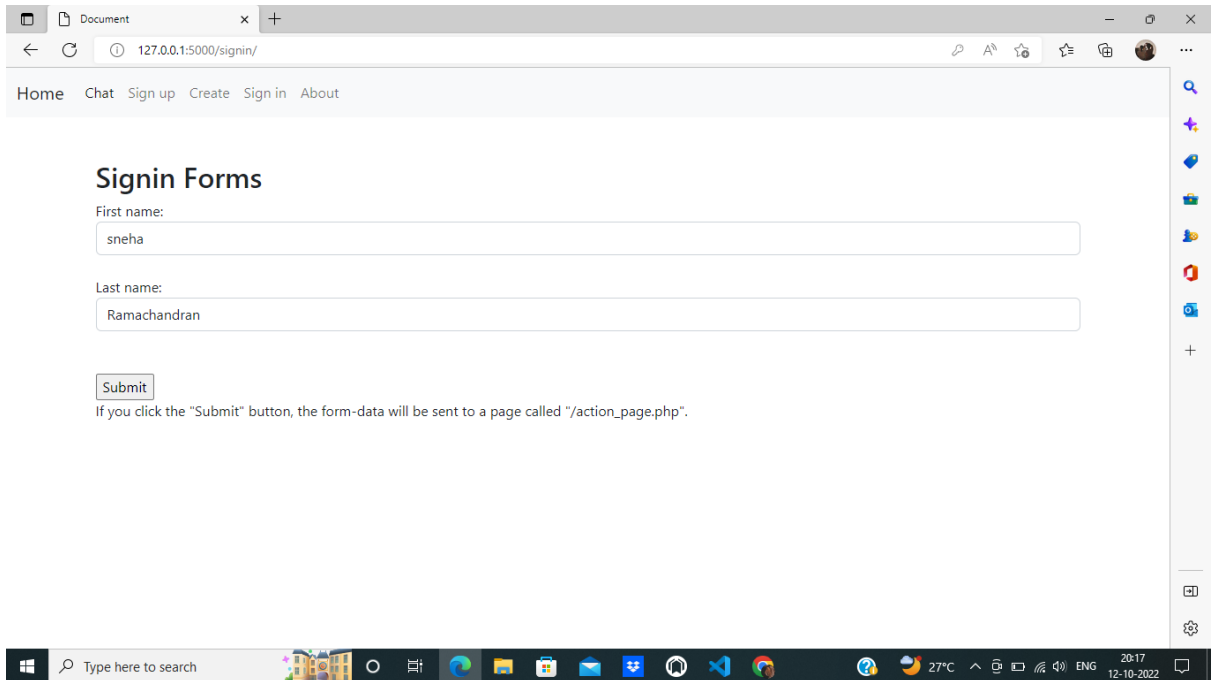 Document
127.0.0.1:5000/signin/
Home Chat Sign up Create Sign in About
Signin Forms
First name:
sneha
Last name:
Ramachandran
Submit
If you click the "Submit" button, the form-data will be sent to a page called "/action_page.php".
Type here to search
27°C ENG 20:17
12-10-2022